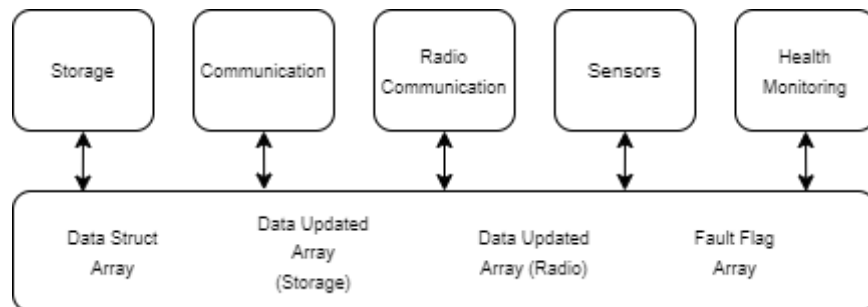 Storage
Communication
Radio
Communication
Sensors
Health
Monitoring
Data Struct
Array
Data Updated
Array
(Storage)
Data Updated
Array (Radio)
Fault Flag
Array